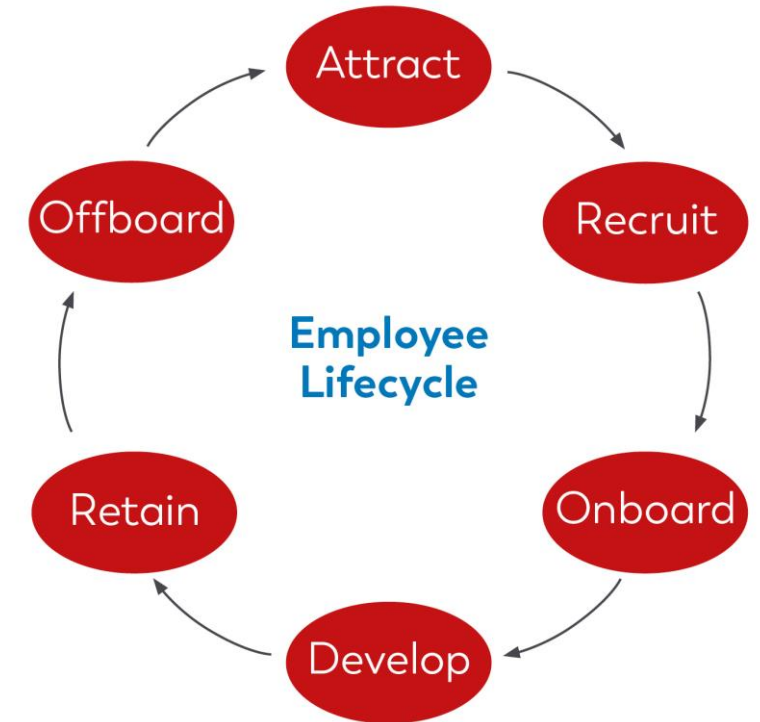 Attract
Recruit
Onboard
Develop
Retain
Offboard
Employee
Lifecycle